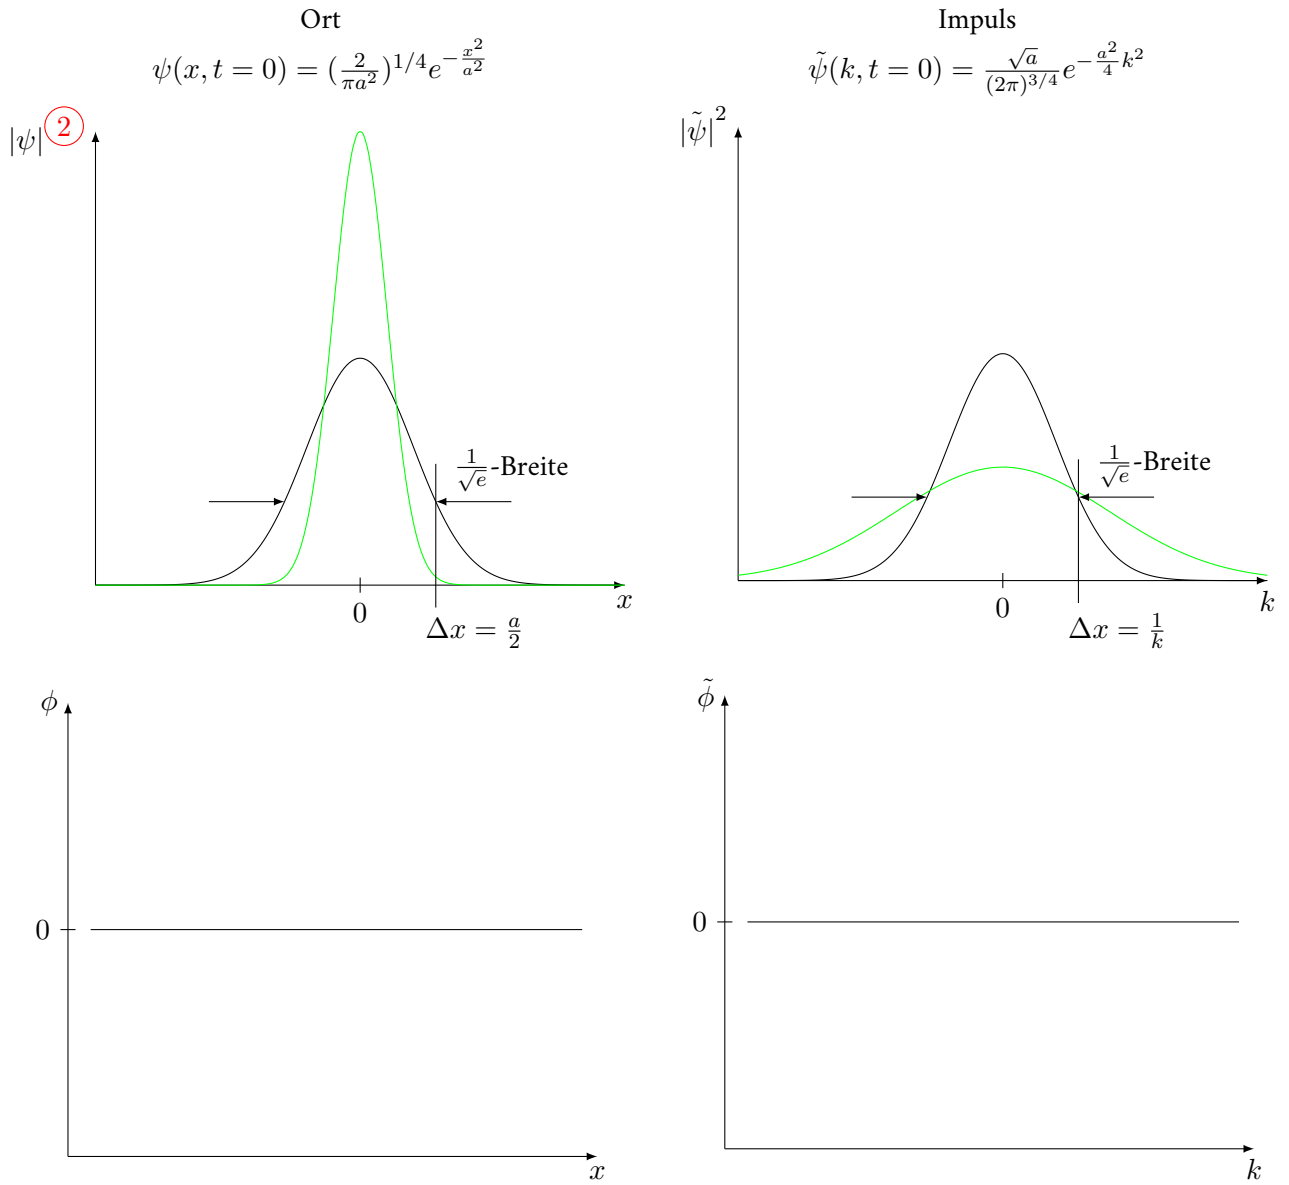 Ort
ψ(x, t = 0) = (2/πa²)^{1/4} e^{-x²/a²}
|ψ|²
1/√e-Breite
0
x
Δx = a/2
Impuls
ψ̃(k, t = 0) = √a/(2π)^{3/4} e^{-a²/4 k²}
|ψ̃|²
1/√e-Breite
0
k
Δx = 1/k
ϕ
0
x
ϕ̃
0
k